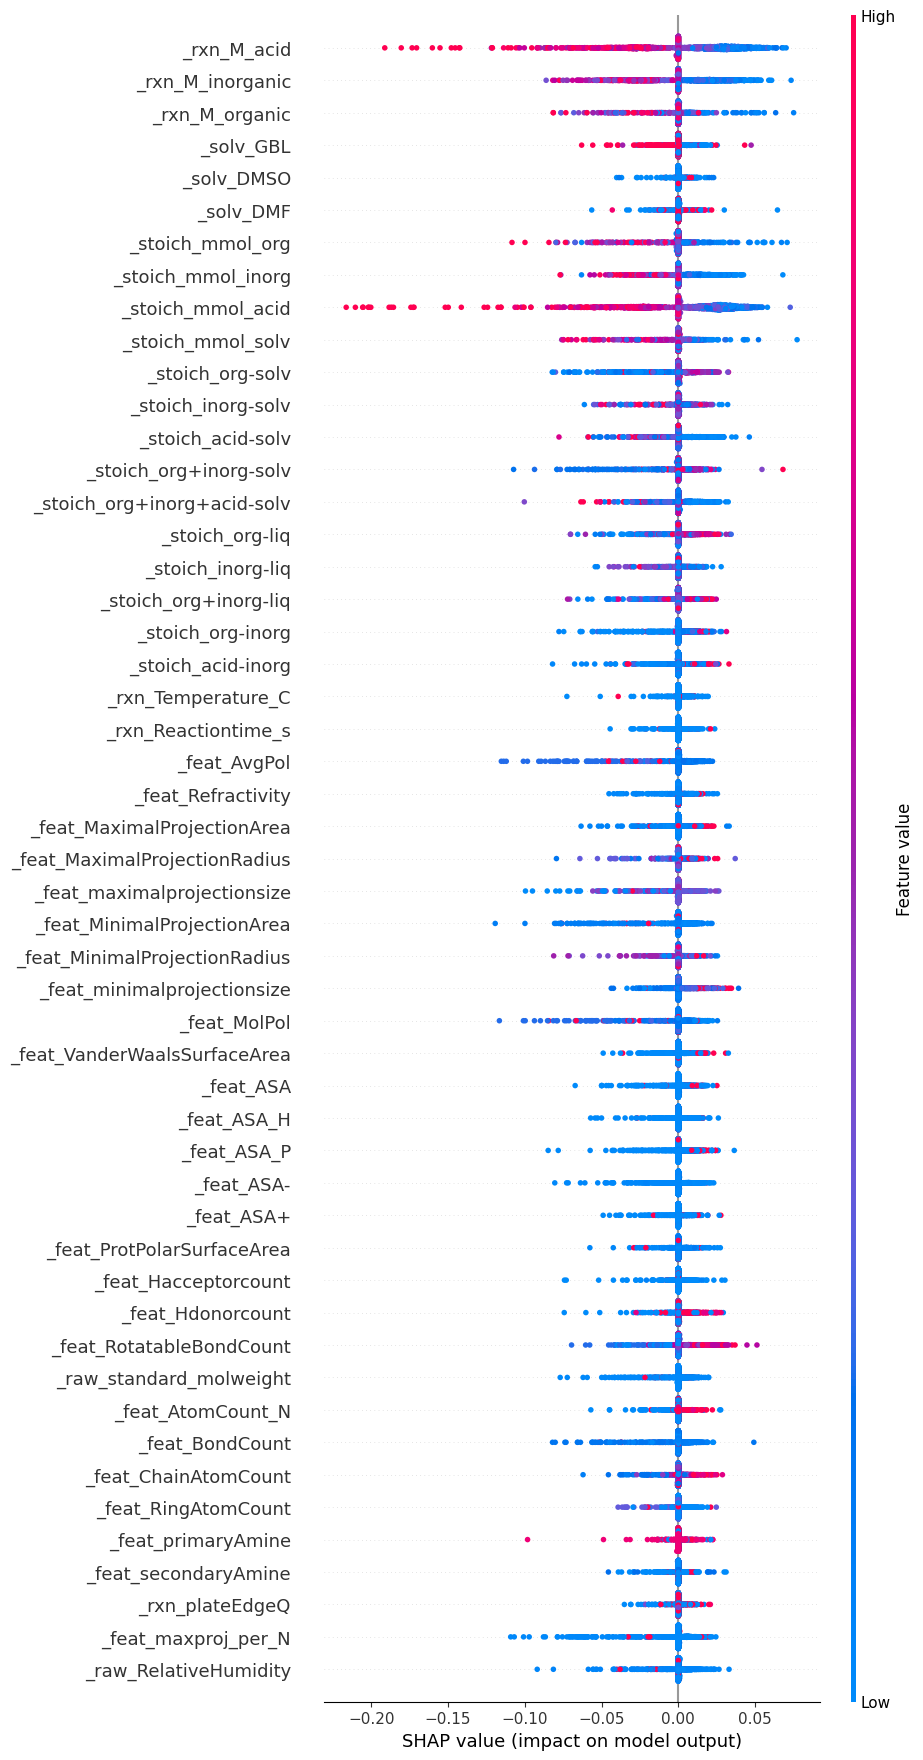 High
_rxn_M_acid
_rxn_M_inorganic
_rxn_M_organic
_solv_GBL
_solv_DMSO
_solv_DMF
_stoich_mmol_org
_stoich_mmol_inorg
_stoich_mmol_acid
_stoich_mmol_solv
_stoich_org-solv
_stoich_inorg-solv
_stoich_acid-solv
_stoich_org+inorg-solv
_stoich_org+inorg+acid-solv
_stoich_org-liq
_stoich_inorg-liq
_stoich_org+inorg-liq
_stoich_org-inorg
_stoich_acid-inorg
_rxn_Temperature_C
_rxn_Reactiontime_s
_feat_AvgPol
_feat_Refractivity
_feat_MaximalProjectionArea
_feat_MaximalProjectionRadius
_feat_maximalprojectionsize
_feat_MinimalProjectionArea
_feat_MinimalProjectionRadius
_feat_minimalprojectionsize
_feat_MolPol
_feat_VanderWaalsSurfaceArea
_feat_ASA
_feat_ASA_H
_feat_ASA_P
_feat_ASA-
_feat_ASA+
_feat_ProtPolarSurfaceArea
_feat_Hacceptorcount
_feat_Hdonorcount
_feat_RotatableBondCount
_raw_standard_molweight
_feat_AtomCount_N
_feat_BondCount
_feat_ChainAtomCount
_feat_RingAtomCount
_feat_primaryAmine
_feat_secondaryAmine
_rxn_plateEdgeQ
_feat_maxproj_per_N
_raw_RelativeHumidity
Feature value
Low
−0.20 −0.15 −0.10 −0.05 0.00 0.05
SHAP value (impact on model output)